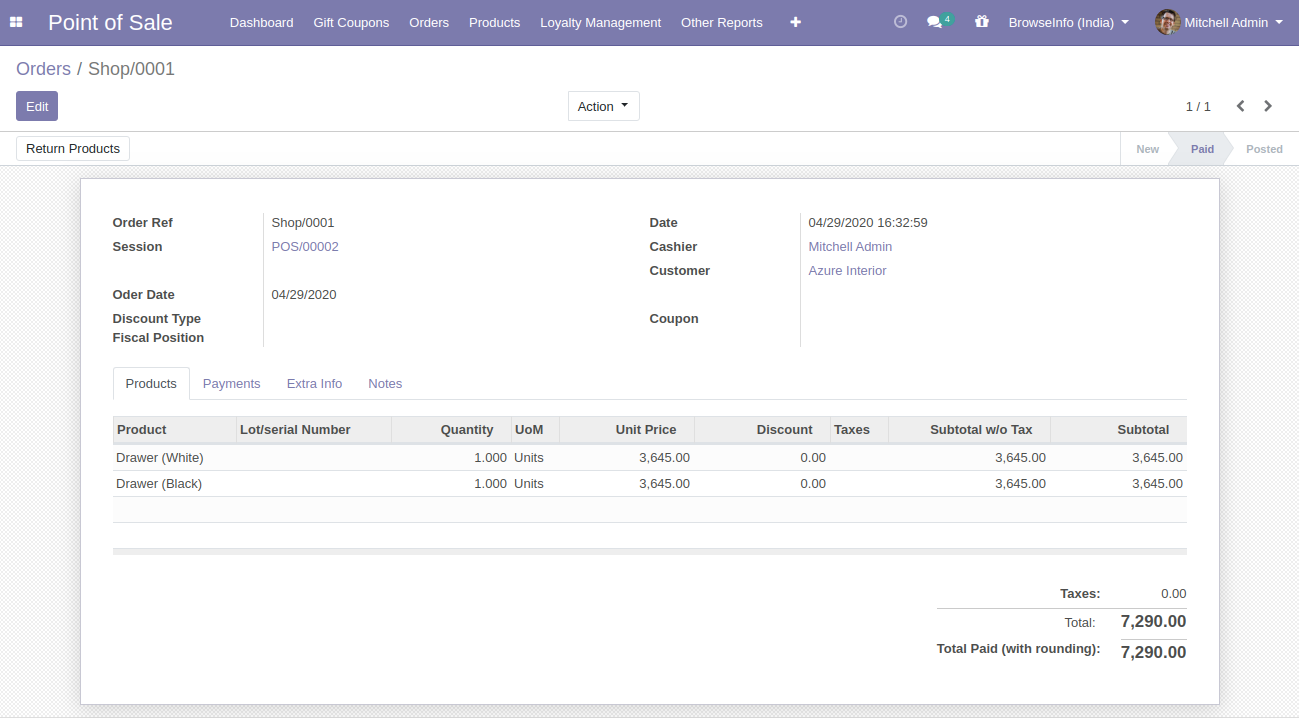 Point of Sale Dashboard Gift Coupons Orders Products Loyalty Management Other Reports 4 BrowseInfo (India) Mitchell Admin
Orders / Shop/0001
Edit Action 1 / 1
Return Products New Paid Posted
Order Ref Shop/0001 Date 04/29/2020 16:32:59
Session POS/00002 Cashier Mitchell Admin
Customer Azure Interior
Oder Date 04/29/2020
Discount Type Coupon
Fiscal Position
Products Payments Extra Info Notes
Product Lot/serial Number Quantity UoM Unit Price Discount Taxes Subtotal w/o Tax Subtotal
Drawer (White) 1.000 Units 3,645.00 0.00 3,645.00 3,645.00
Drawer (Black) 1.000 Units 3,645.00 0.00 3,645.00 3,645.00
Taxes: 0.00
Total: 7,290.00
Total Paid (with rounding): 7,290.00